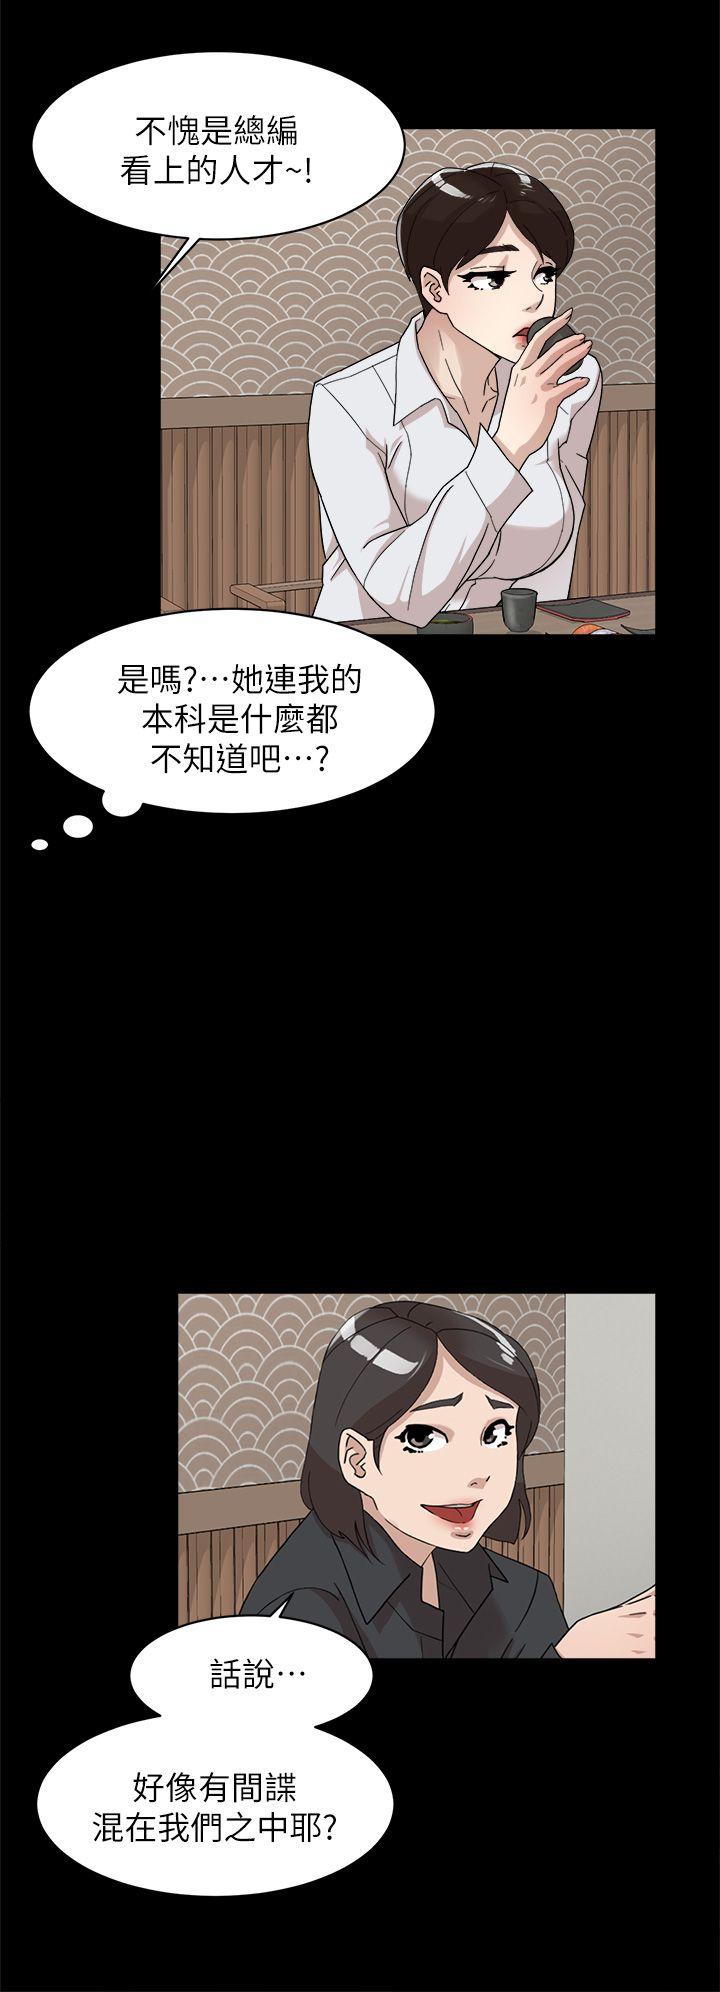 不愧是總編
看上的人才~!
是嗎?…她連我的
本科是什麼都
不知道吧…?
話說…
好像有間諜
混在我們之中耶?